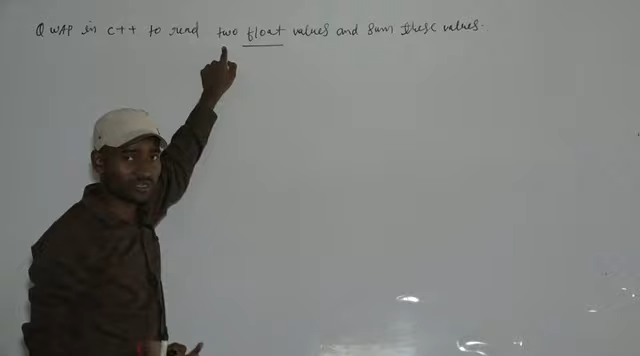 Q WAP in c++ to read two float values and sum these values.